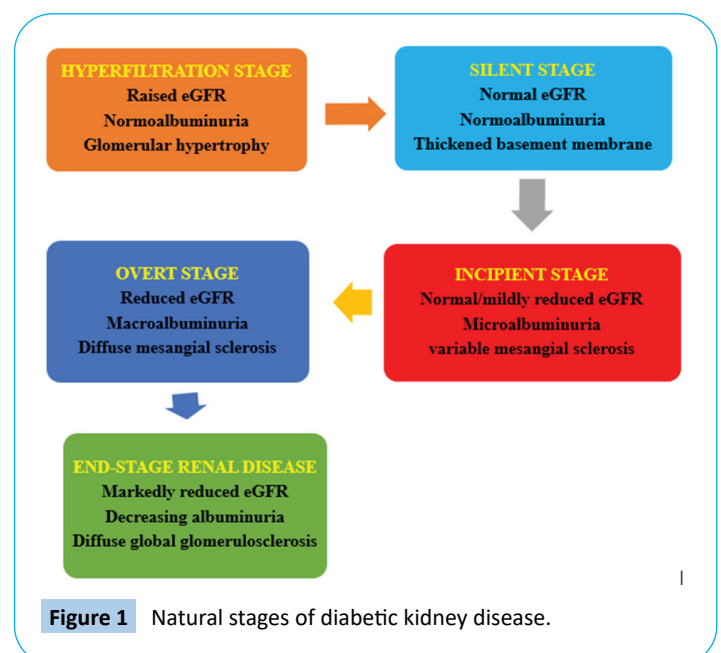 HYPERFILTRATION STAGE
Raised eGFR
Normoalbuminuria
Glomerular hypertrophy
SILENT STAGE
Normal eGFR
Normoalbuminuria
Thickened basement membrane
INCIPIENT STAGE
Normal/mildly reduced eGFR
Microalbuminuria
variable mesangial sclerosis
OVERT STAGE
Reduced eGFR
Macroalbuminuria
Diffuse mesangial sclerosis
END-STAGE RENAL DISEASE
Markedly reduced eGFR
Decreasing albuminuria
Diffuse global glomerulosclerosis
Figure 1 Natural stages of diabetic kidney disease.